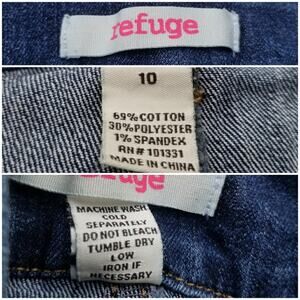 refuge
10
69% COTTON
30% POLYESTER
1% SPANDEX
RN# 101331
MADE IN CHINA
refuge
MACHINE WASH
COLD
SEPARATELY
DO NOT BLEACH
TUMBLE DRY
LOW
IRON IF
NECESSARY